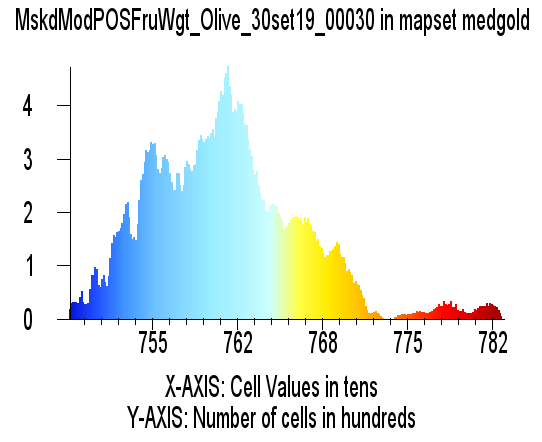 MskdModPOSFruWgt_Olive_30set19_00030 in mapset medgold
4
3
2
1
0
755 762 768 775 782
X-AXIS: Cell Values in tens
Y-AXIS: Number of cells in hundreds